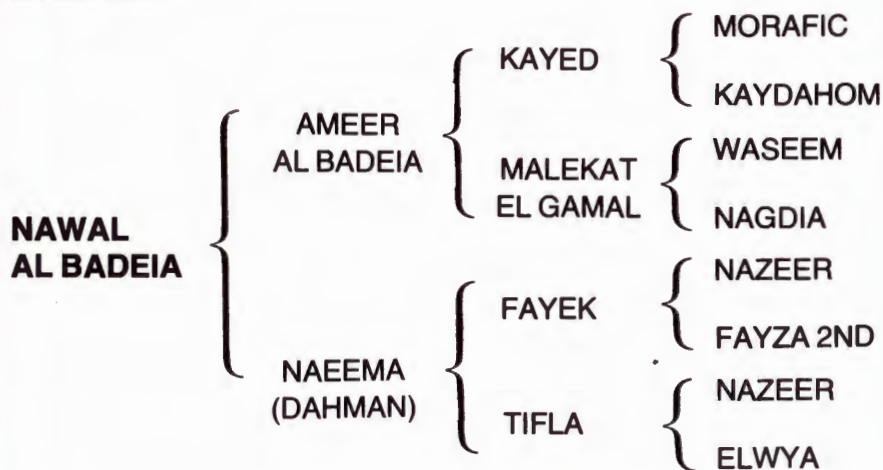 MORAFIC
KAYED
KAYDAHOM
AMEER
AL BADEIA
WASEEM
MALEKAT
EL GAMAL
NAGDIA
NAWAL
AL BADEIA
NAZEER
FAYEK
FAYZA 2ND
NAEEMA
(DAHMAN)
NAZEER
TIFLA
ELWYA